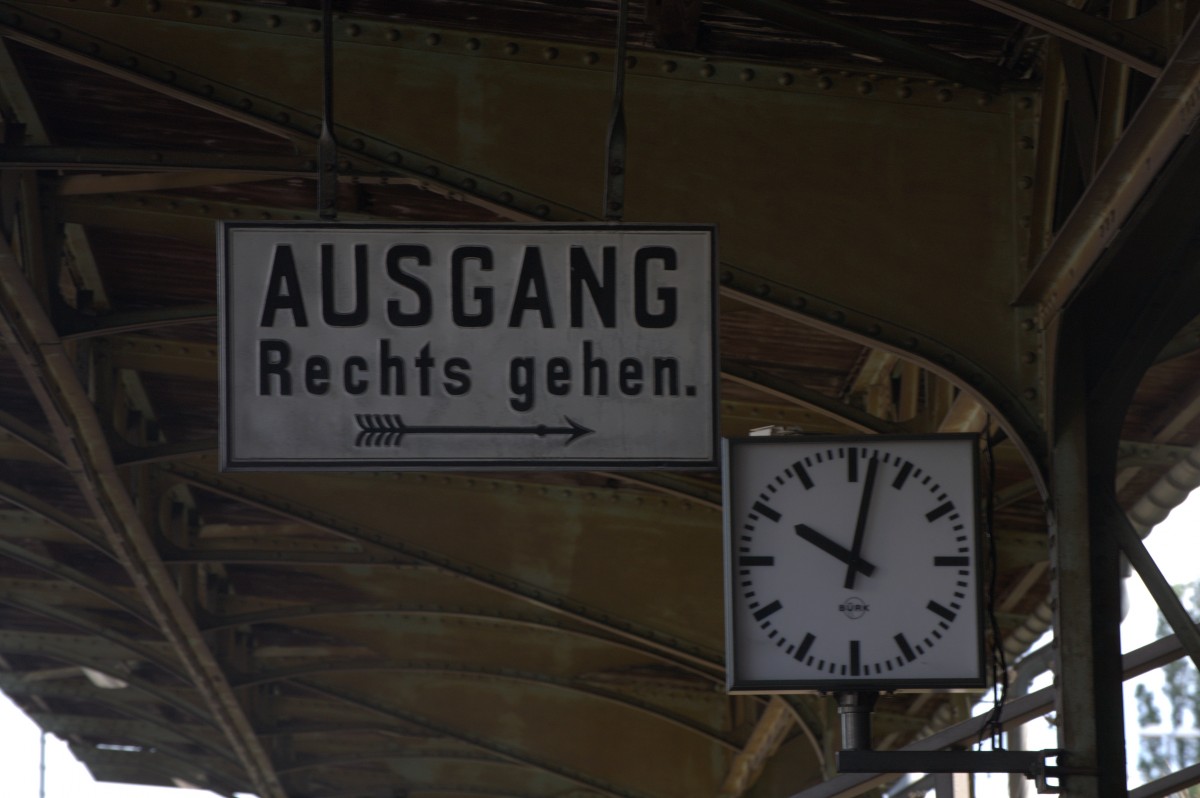 AUSGANG
Rechts gehen.
BÜRK